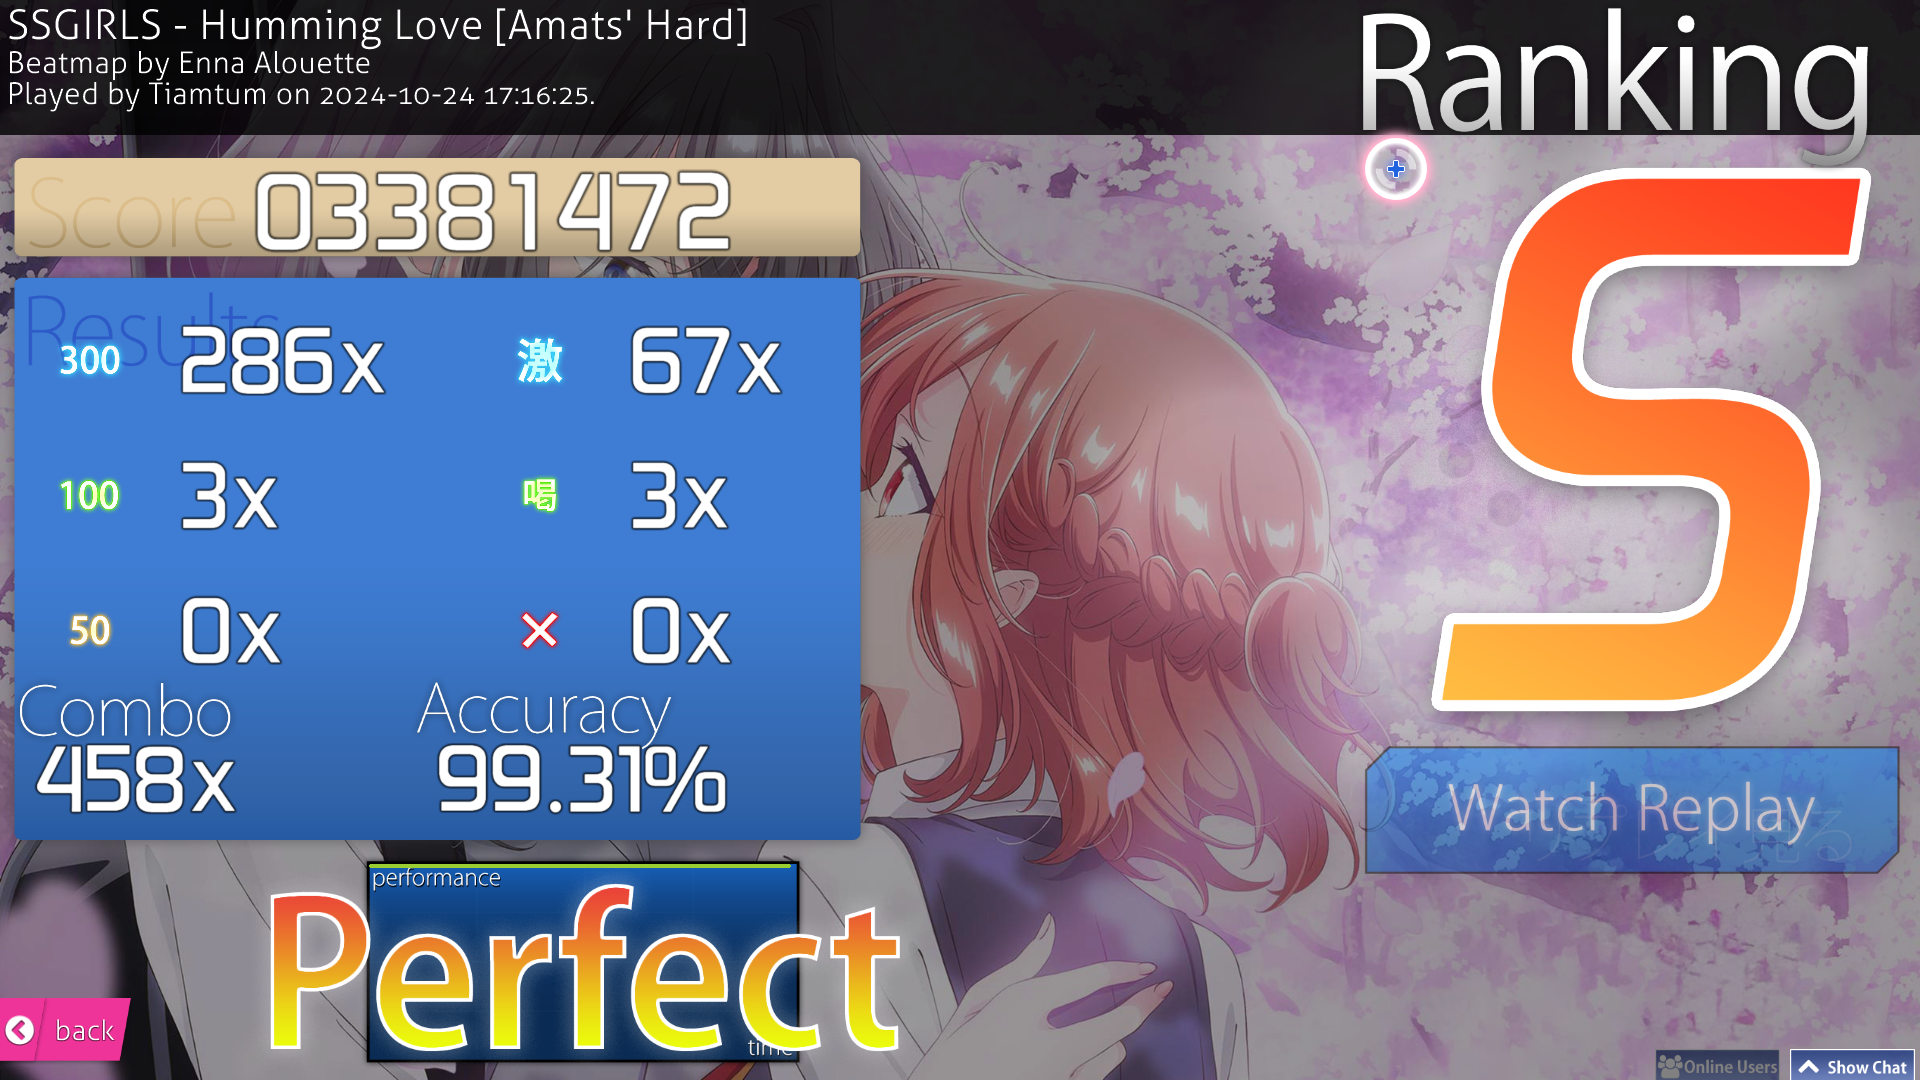 SSGIRLS - Humming Love [Amats' Hard]
Beatmap by Enna Alouette
Played by Tiamtum on 2024-10-24 17:16:25.
Ranking
Score 03381472
Results
300 286x 激 67x
100 3x 喝 3x
50 0x 0x
Combo
458x
Accuracy
99.31%
S
Watch Replay
performance
Perfect
time
back
Online Users
Show Chat